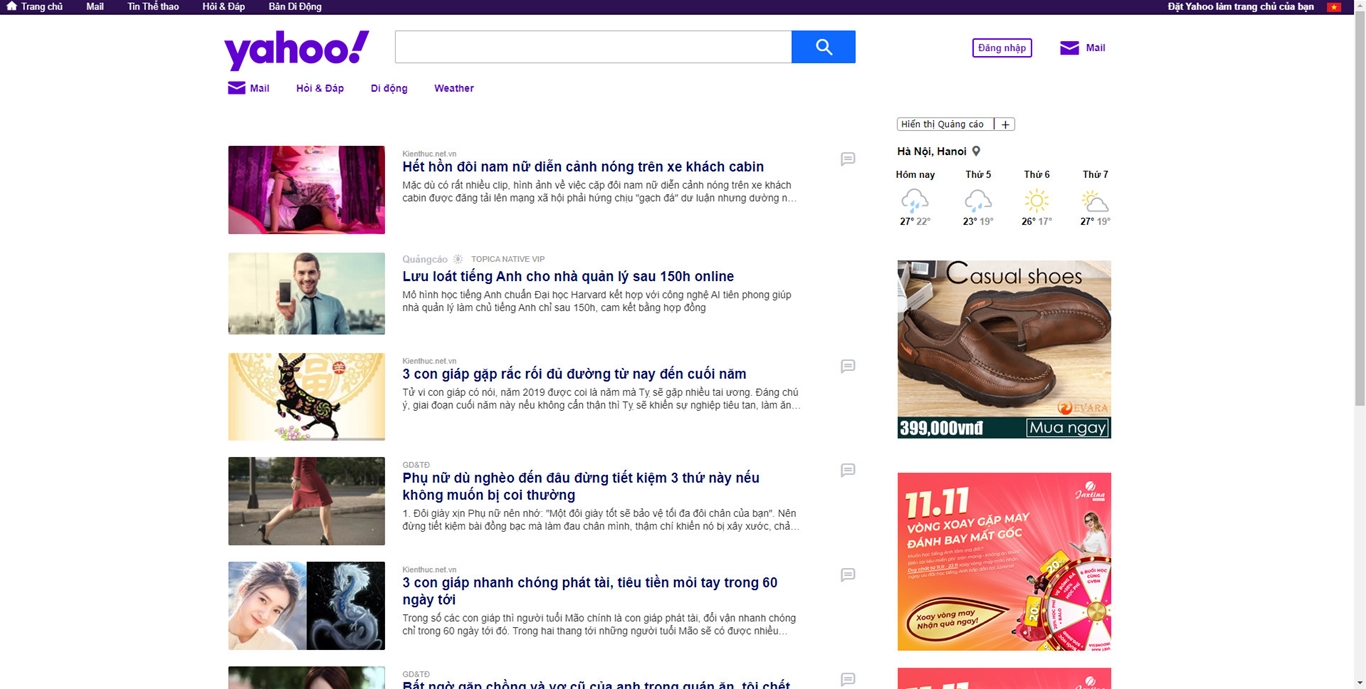 Trang chủ Mail Tin Thể thao Hỏi & Đáp Bản Di Động Đặt Yahoo làm trang chủ của bạn
yahoo!
Đăng nhập Mail
Mail Hỏi & Đáp Di động Weather
Kienthuc.net.vn
Hết hồn đôi nam nữ diễn cảnh nóng trên xe khách cabin
Mặc dù có rất nhiều clip, hình ảnh về việc cặp đôi nam nữ diễn cảnh nóng trên xe khách
cabin được đăng tải lên mạng xã hội phải hứng chịu "gạch đá" dư luận nhưng dường n...
Quảngcáo TOPICA NATIVE VIP
Lưu loát tiếng Anh cho nhà quản lý sau 150h online
Mô hình học tiếng Anh chuẩn Đại học Harvard kết hợp với công nghệ AI tiên phong giúp
nhà quản lý làm chủ tiếng Anh chỉ sau 150h, cam kết bằng hợp đồng
Kienthuc.net.vn
3 con giáp gặp rắc rối đủ đường từ nay đến cuối năm
Tử vi con giáp có nói, năm 2019 được coi là năm mà Tỵ sẽ gặp nhiều tai ương. Đáng chú
ý, giai đoạn cuối năm này nếu không cẩn thận thì Tỵ sẽ khiến sự nghiệp tiêu tan, làm ăn...
GD&TĐ
Phụ nữ dù nghèo đến đâu đừng tiết kiệm 3 thứ này nếu
không muốn bị coi thường
1. Đôi giày xịn Phụ nữ nên nhớ: "Một đôi giày tốt sẽ bảo vệ tối đa đôi chân của bạn". Nên
đừng tiết kiệm bài đồng bạc mà làm đau chân mình, thậm chí khiến nó bị xây xước, chả...
Kienthuc.net.vn
3 con giáp nhanh chóng phát tài, tiêu tiền mỏi tay trong 60
ngày tới
Trong số các con giáp thì người tuổi Mão chính là con giáp phát tài, đổi vận nhanh chóng
chỉ trong 60 ngày tới đó. Trong hai thang tới những người tuổi Mão sẽ có được nhiều...
GD&TĐ
Bất ngờ gặp chồng và vợ cũ của anh trong quán ăn, tôi chết
Hiển thị Quảng cáo +
Hà Nội, Hanoi
Hôm nay Thứ 5 Thứ 6 Thứ 7
27° 22° 23° 19° 26° 17° 27° 19°
Casual shoes
EVARA
399,000vnđ Mua ngay
11.11
Jaxtina
VÒNG XOAY GẶP MAY
ĐÁNH BAY MẤT GỐC
Xoay vòng may
Nhận quà ngay!
11.11